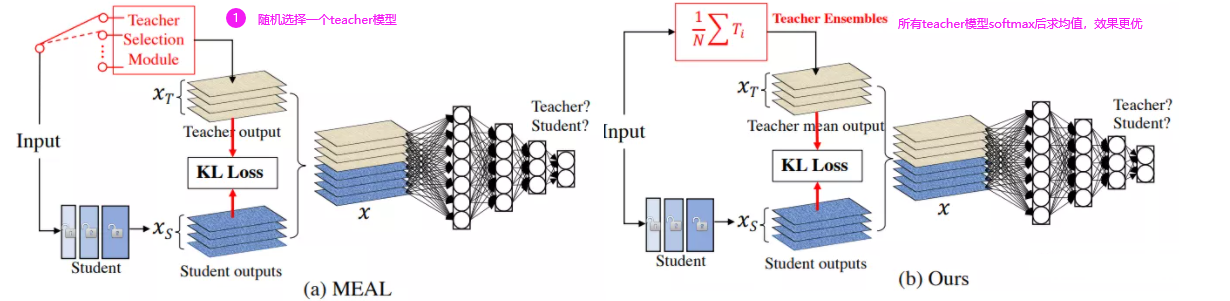 1 随机选择一个teacher模型
Teacher
Selection
Module
x_T
Teacher output
Input
KL Loss
x
Teacher?
Student?
x_S
Student
Student outputs
(a) MEAL
1/N ∑ T_i
Teacher Ensembles
所有teacher模型softmax后求均值，效果更优
x_T
Teacher mean output
Input
KL Loss
x
Teacher?
Student?
x_S
Student
Student outputs
(b) Ours